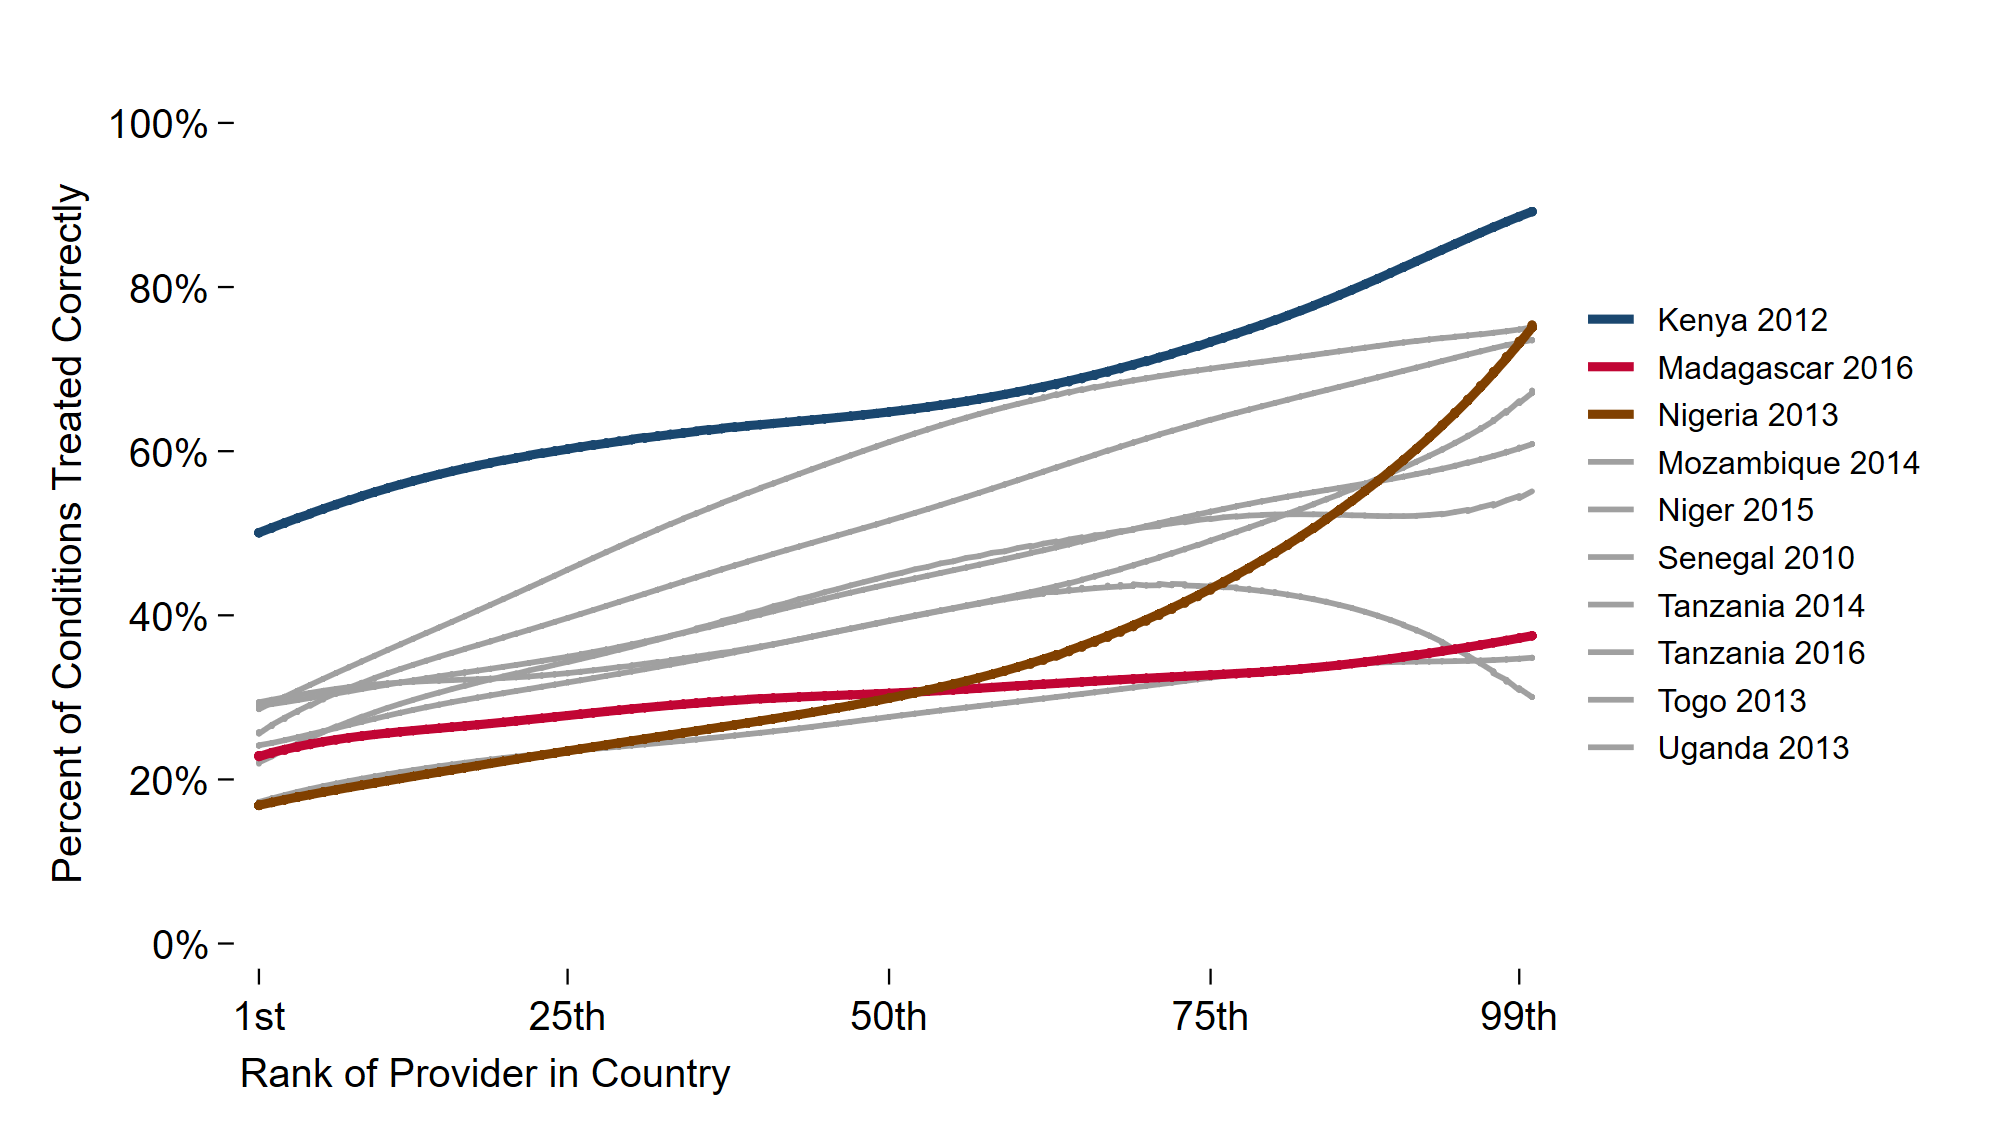 100%
80%
60%
40%
20%
0%
Percent of Conditions Treated Correctly
1st 25th 50th 75th 99th
Rank of Provider in Country
Kenya 2012
Madagascar 2016
Nigeria 2013
Mozambique 2014
Niger 2015
Senegal 2010
Tanzania 2014
Tanzania 2016
Togo 2013
Uganda 2013